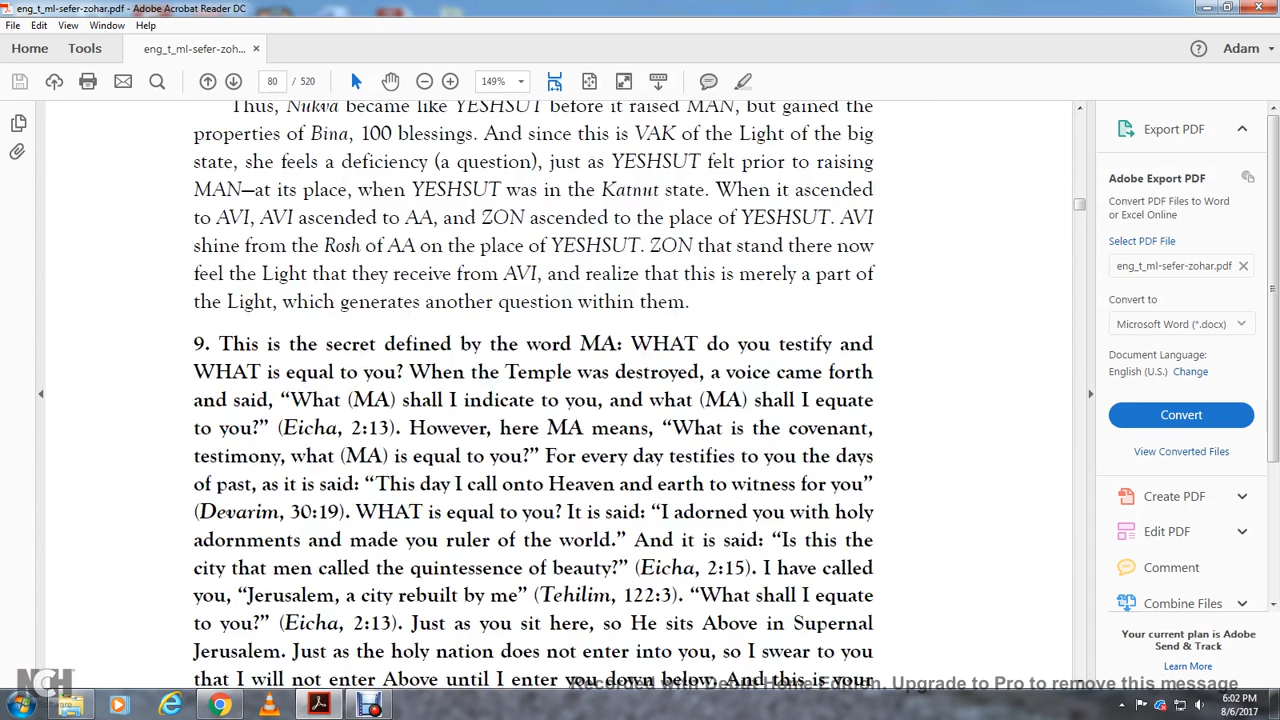 eng_t_ml-sefer-zohar.pdf - Adobe Acrobat Reader DC
File Edit View Window Help
Home Tools eng_t_ml-sefer-zoh... × Adam
80 / 520 149%
Thus, Nukva became like YESHSUT before it raised MAN, but gained the
properties of Bina, 100 blessings. And since this is VAK of the Light of the big
state, she feels a deficiency (a question), just as YESHSUT felt prior to raising
MAN—at its place, when YESHSUT was in the Katnut state. When it ascended
to AVI, AVI ascended to AA, and ZON ascended to the place of YESHSUT. AVI
shine from the Rosh of AA on the place of YESHSUT. ZON that stand there now
feel the Light that they receive from AVI, and realize that this is merely a part of
the Light, which generates another question within them.
9. This is the secret defined by the word MA: WHAT do you testify and
WHAT is equal to you? When the Temple was destroyed, a voice came forth
and said, “What (MA) shall I indicate to you, and what (MA) shall I equate
to you?” (Eicha, 2:13). However, here MA means, “What is the covenant,
testimony, what (MA) is equal to you?” For every day testifies to you the days
of past, as it is said: “This day I call onto Heaven and earth to witness for you”
(Devarim, 30:19). WHAT is equal to you? It is said: “I adorned you with holy
adornments and made you ruler of the world.” And it is said: “Is this the
city that men called the quintessence of beauty?” (Eicha, 2:15). I have called
you, “Jerusalem, a city rebuilt by me” (Tehilim, 122:3). “What shall I equate
to you?” (Eicha, 2:13). Just as you sit here, so He sits Above in Supernal
Jerusalem. Just as the holy nation does not enter into you, so I swear to you
that I will not enter Above until I enter you down below. And this is your
Export PDF
Adobe Export PDF
Convert PDF Files to Word
or Excel Online
Select PDF File
eng_t_ml-sefer-zohar.pdf ×
Convert to
Microsoft Word (*.docx)
Document Language:
English (U.S.) Change
Convert
View Converted Files
Create PDF
Edit PDF
Comment
Combine Files
Your current plan is Adobe
Send & Track
Learn More
NCH
Software
Recorded with Debut Home Edition. Upgrade to Pro to remove this message
6:02 PM
8/6/2017